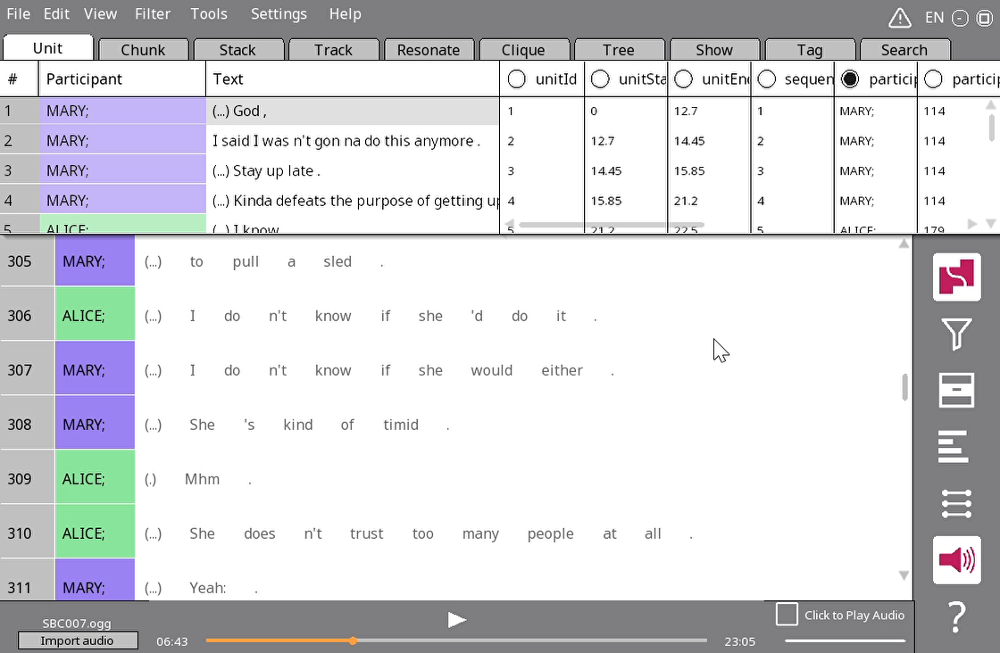 File Edit View Filter Tools Settings Help EN
Unit Chunk Stack Track Resonate Clique Tree Show Tag Search
# Participant Text unitId unitSta unitEnd sequen particip particip
1 MARY; (...) God , 1 0 12.7 1 MARY; 114
2 MARY; I said I was n't gon na do this anymore . 2 12.7 14.45 2 MARY; 114
3 MARY; (...) Stay up late . 3 14.45 15.85 3 MARY; 114
4 MARY; (...) Kinda defeats the purpose of getting up 4 15.85 21.2 4 MARY; 114
5 ALICE; (...) I know 5 21.2 22.5 5 ALICE; 179
305 MARY; (...) to pull a sled .
306 ALICE; (...) I do n't know if she 'd do it .
307 MARY; (...) I do n't know if she would either .
308 MARY; (...) She 's kind of timid .
309 ALICE; (.) Mhm .
310 ALICE; (...) She does n't trust too many people at all .
311 MARY; (...) Yeah: .
SBC007.ogg Click to Play Audio
Import audio 06:43 23:05
?